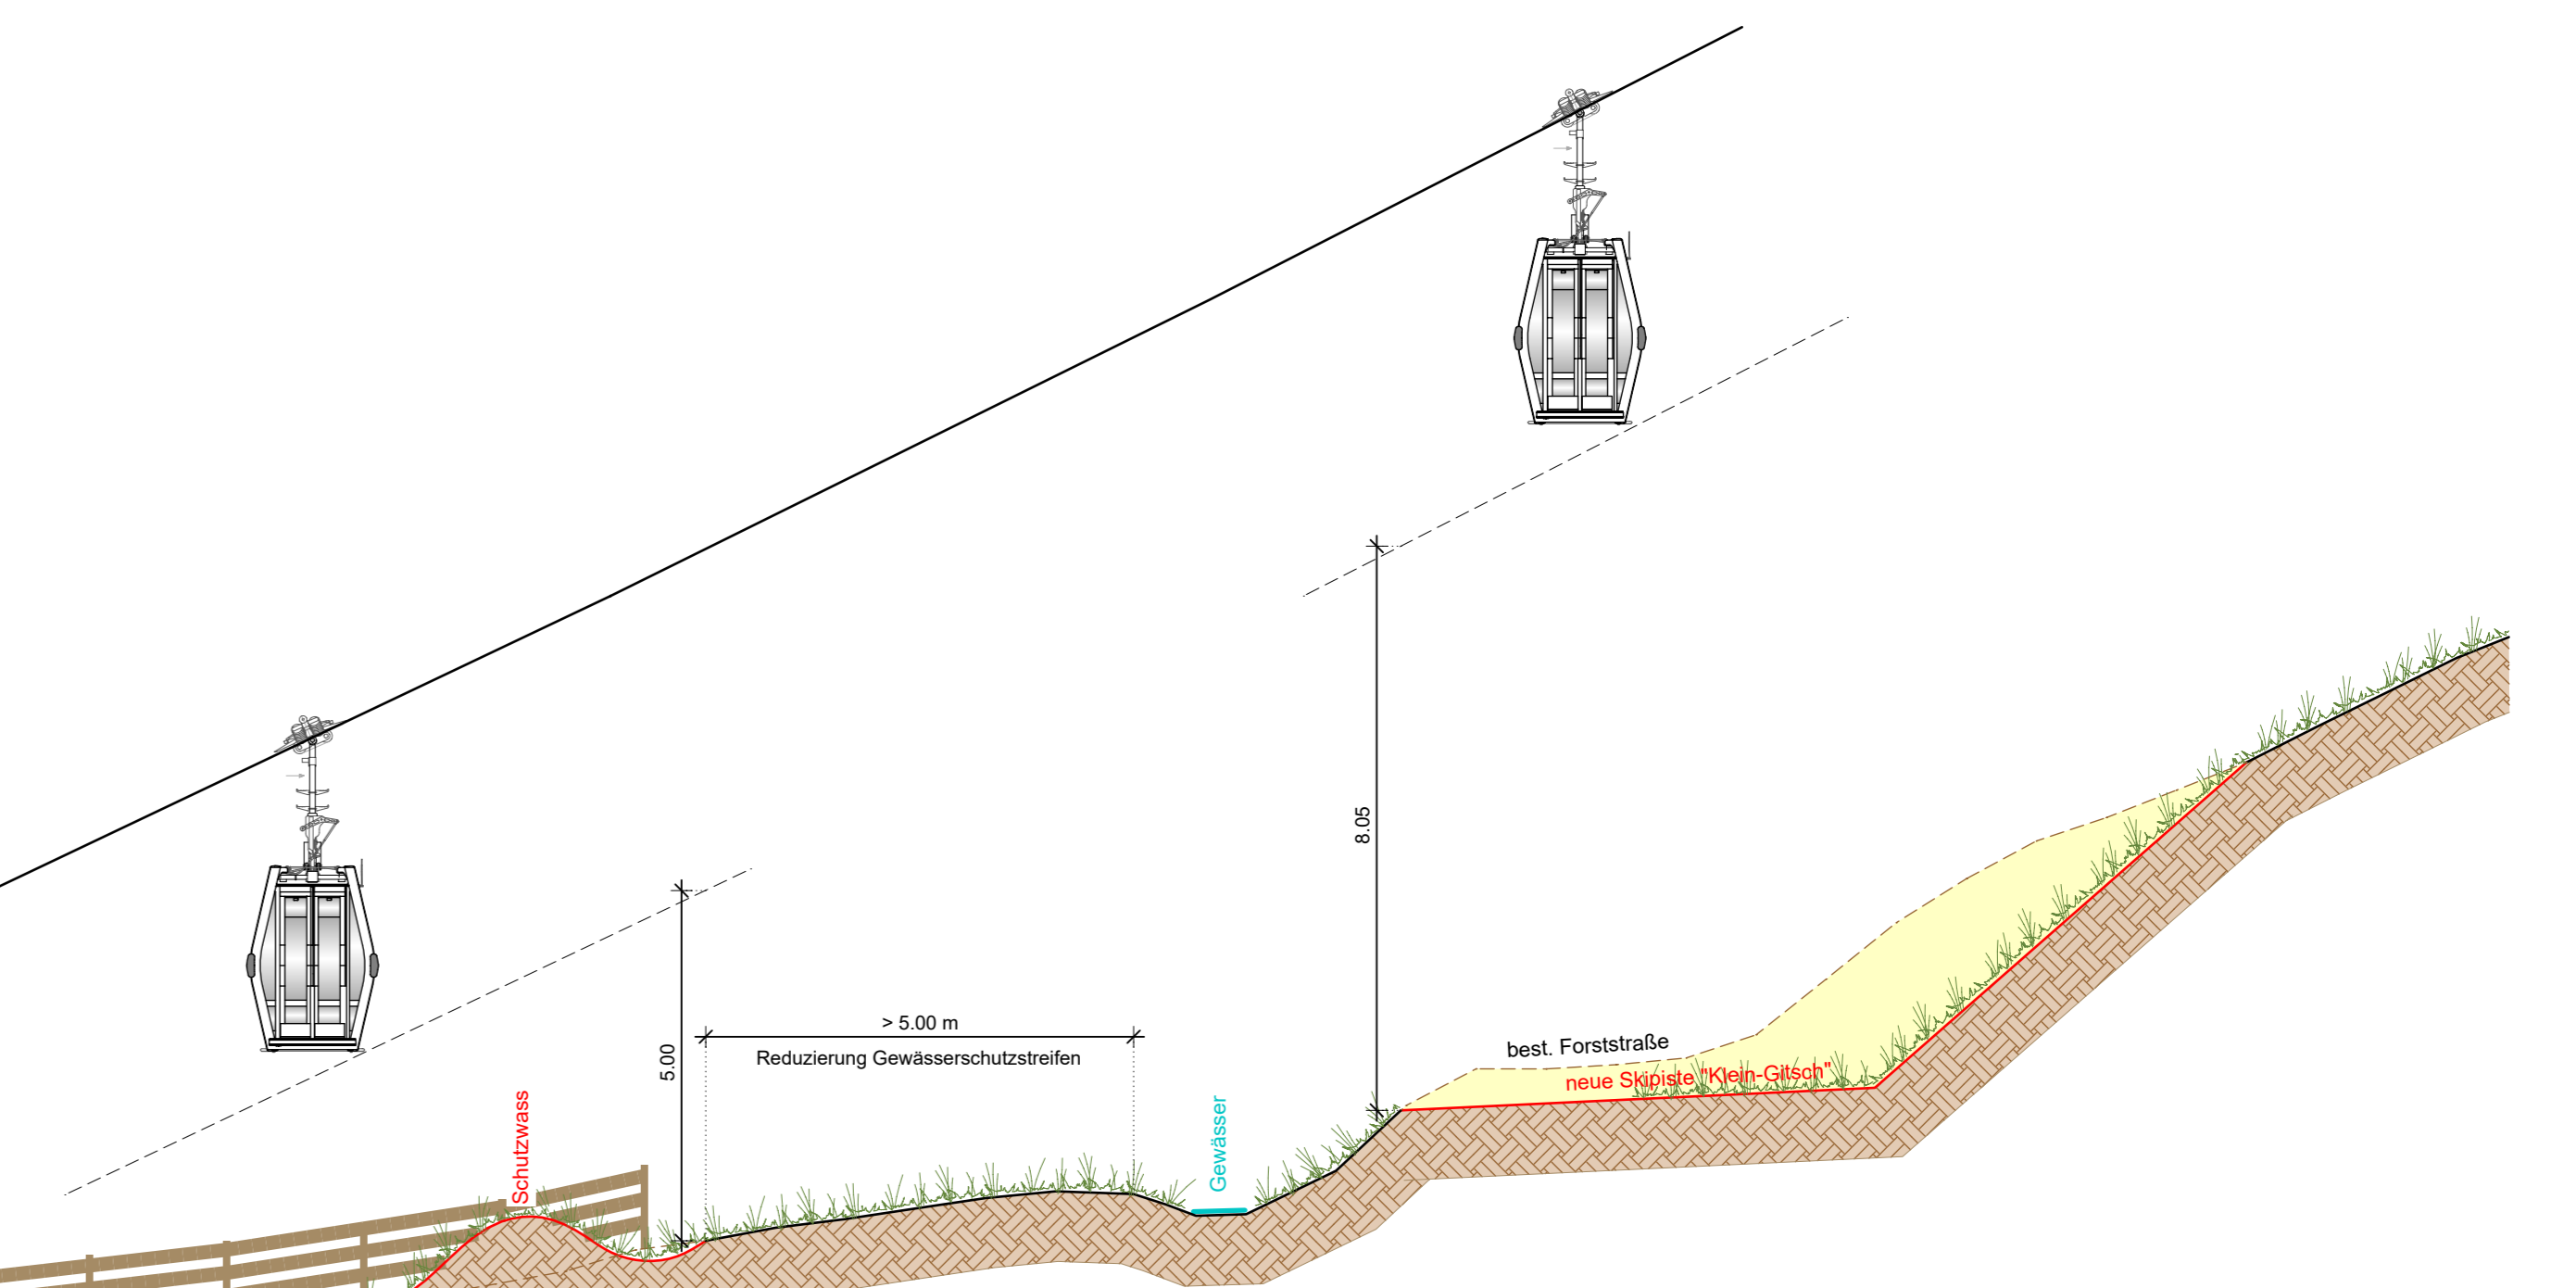 8.05
> 5.00 m
Reduzierung Gewässerschutzstreifen
5.00
best. Forststraße
neue Skipiste "Klein-Gitsch"
Schutzwass
Gewässer